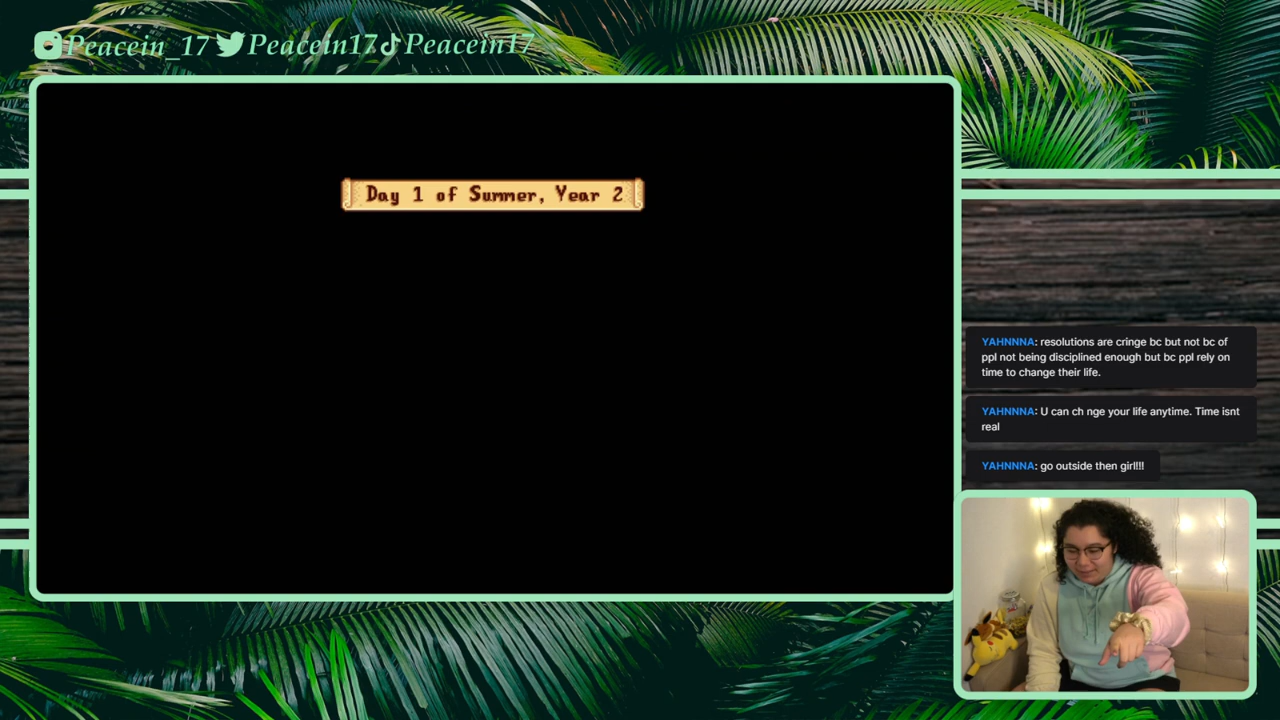 Peacein_17 Peacein17 Peacein17
Day 1 of Summer, Year 2
YAHNNNA: resolutions are cringe bc but not bc of
ppl not being disciplined enough but bc ppl rely on
time to change their life.
YAHNNNA: U can ch nge your life anytime. Time isnt
real
YAHNNNA: go outside then girl!!!